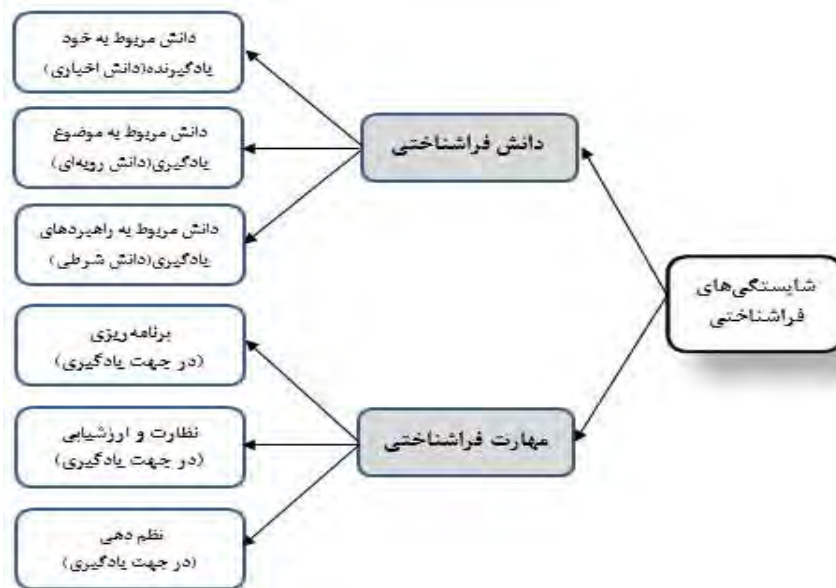 شایستگی‌های
فراشناختی
دانش فراشناختی
دانش مربوط به خود
یادگیرنده(دانش اخباری)
دانش مربوط به موضوع
یادگیری(دانش رویه‌ای)
دانش مربوط به راهبردهای
یادگیری(دانش شرطی)
مهارت فراشناختی
برنامه‌ریزی
(در جهت یادگیری)
نظارت و ارزشیابی
(در جهت یادگیری)
نظم دهی
(در جهت یادگیری)